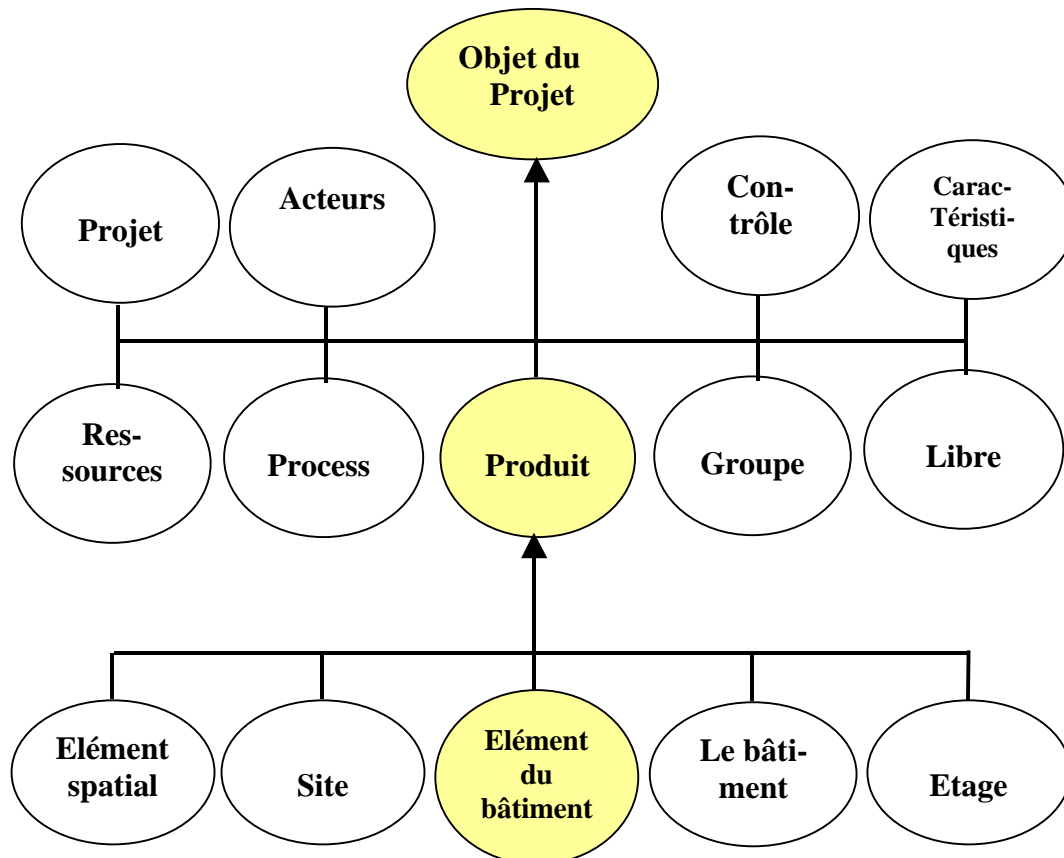 Objet du
Projet
Projet
Acteurs
Con-
trôle
Carac-
Téristi-
ques
Res-
sources
Process
Produit
Groupe
Libre
Elément
spatial
Site
Elément
du
bâtiment
Le bâti-
ment
Etage